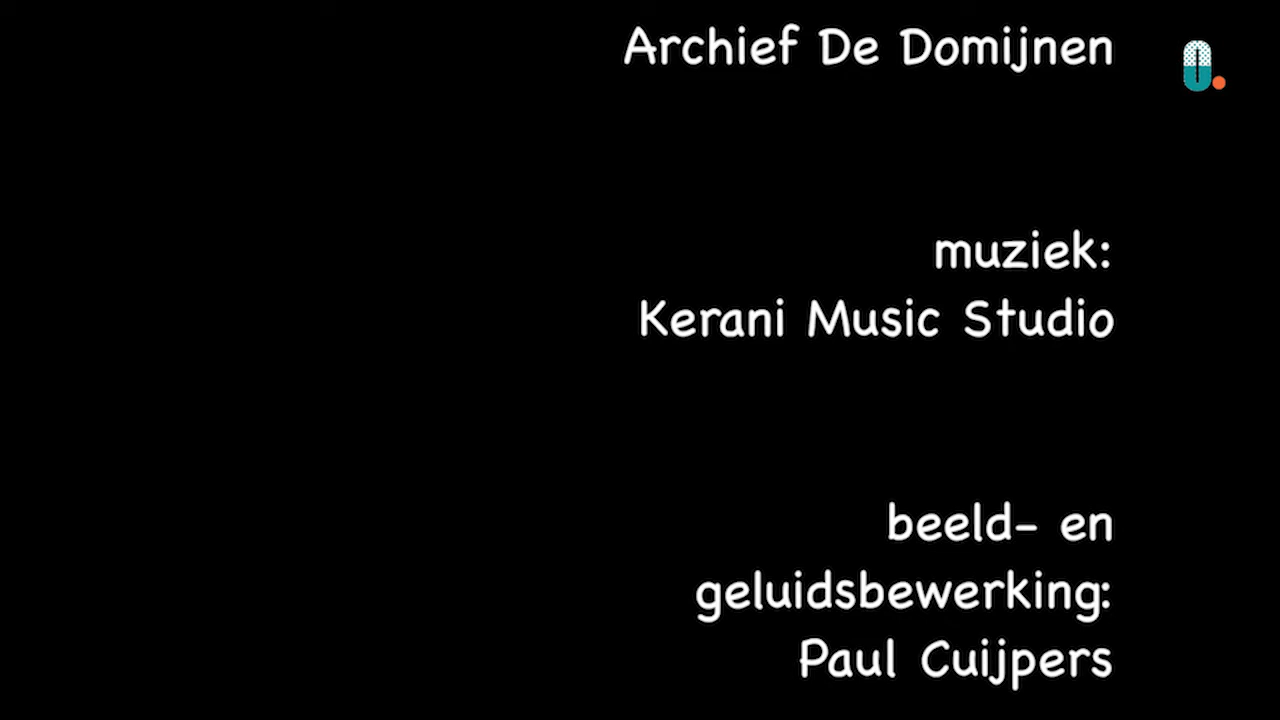 Archief De Domijnen
muziek:
Kerani Music Studio
beeld- en
geluidsbewerking:
Paul Cuijpers